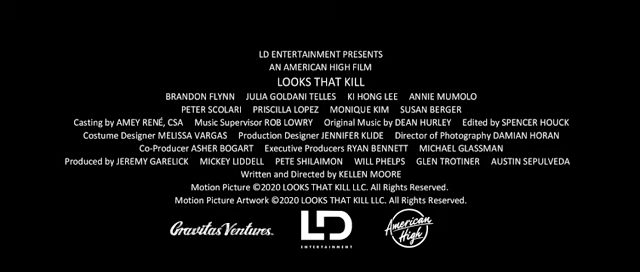 LD ENTERTAINMENT PRESENTS
AN AMERICAN HIGH FILM
LOOKS THAT KILL
BRANDON FLYNN JULIA GOLDANI TELLES KI HONG LEE ANNIE MUMOLO
PETER SCOLARI PRISCILLA LOPEZ MONIQUE KIM SUSAN BERGER
Casting by AMEY RENÉ, CSA Music Supervisor ROB LOWRY Original Music by DEAN HURLEY Edited by SPENCER HOUCK
Costume Designer MELISSA VARGAS Production Designer JENNIFER KLIDE Director of Photography DAMIAN HORAN
Co-Producer ASHER BOGART Executive Producers RYAN BENNETT MICHAEL GLASSMAN
Produced by JEREMY GARELICK MICKEY LIDDELL PETE SHILAIMON WILL PHELPS GLEN TROTINER AUSTIN SEPULVEDA
Written and Directed by KELLEN MOORE
Motion Picture ©2020 LOOKS THAT KILL LLC. All Rights Reserved.
Motion Picture Artwork ©2020 LOOKS THAT KILL LLC. All Rights Reserved.
Gravitas Ventures
LD
ENTERTAINMENT
American
High